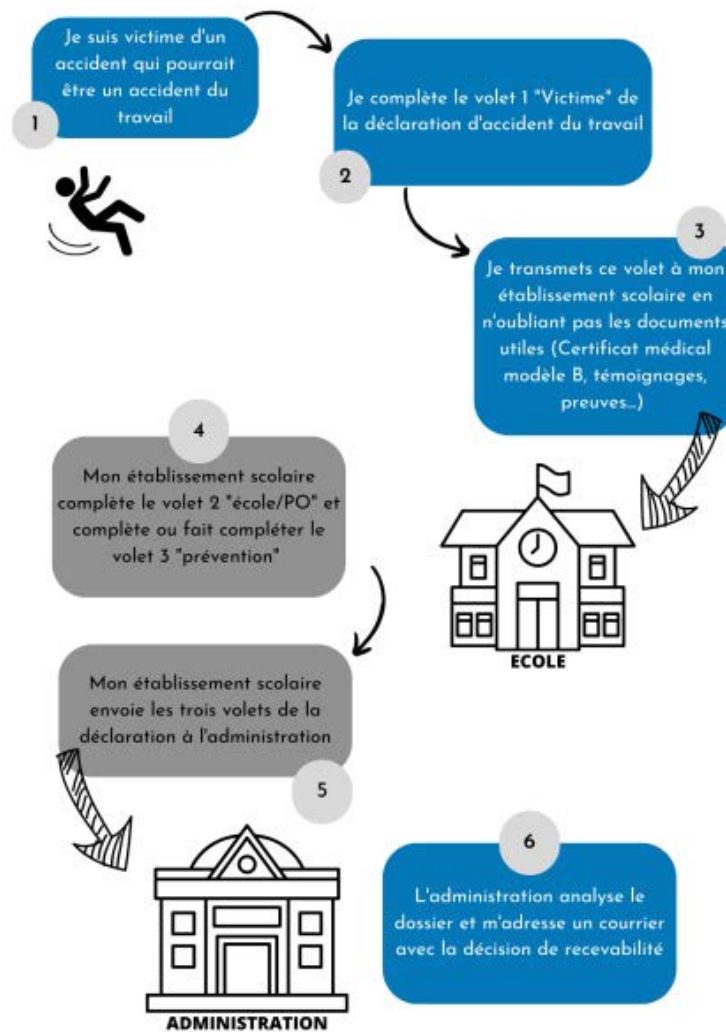 Je suis victime d'un
accident qui pourrait
être un accident du
travail
1
Je complète le volet 1 "Victime" de
la déclaration d'accident du travail
2
3
Je transmets ce volet à mon
établissement scolaire en
n'oubliant pas les documents
utiles (Certificat médical
modèle B, témoignages,
preuves...)
4
Mon établissement scolaire
complète le volet 2 "école/PO" et
complète ou fait compléter le
volet 3 "prévention"
ECOLE
Mon établissement scolaire
envoie les trois volets de la
déclaration à l'administration
5
6
L'administration analyse le
dossier et m'adresse un courrier
avec la décision de recevabilité
ADMINISTRATION